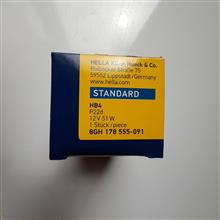 HELLA KGaA Hueck & Co.
Rixbecker Straße 75
59552 Lippstadt/Germany
www.hella.com
STANDARD
HB4
P22d
12V 51W
1 Stück/piece
8GH 178 555-091